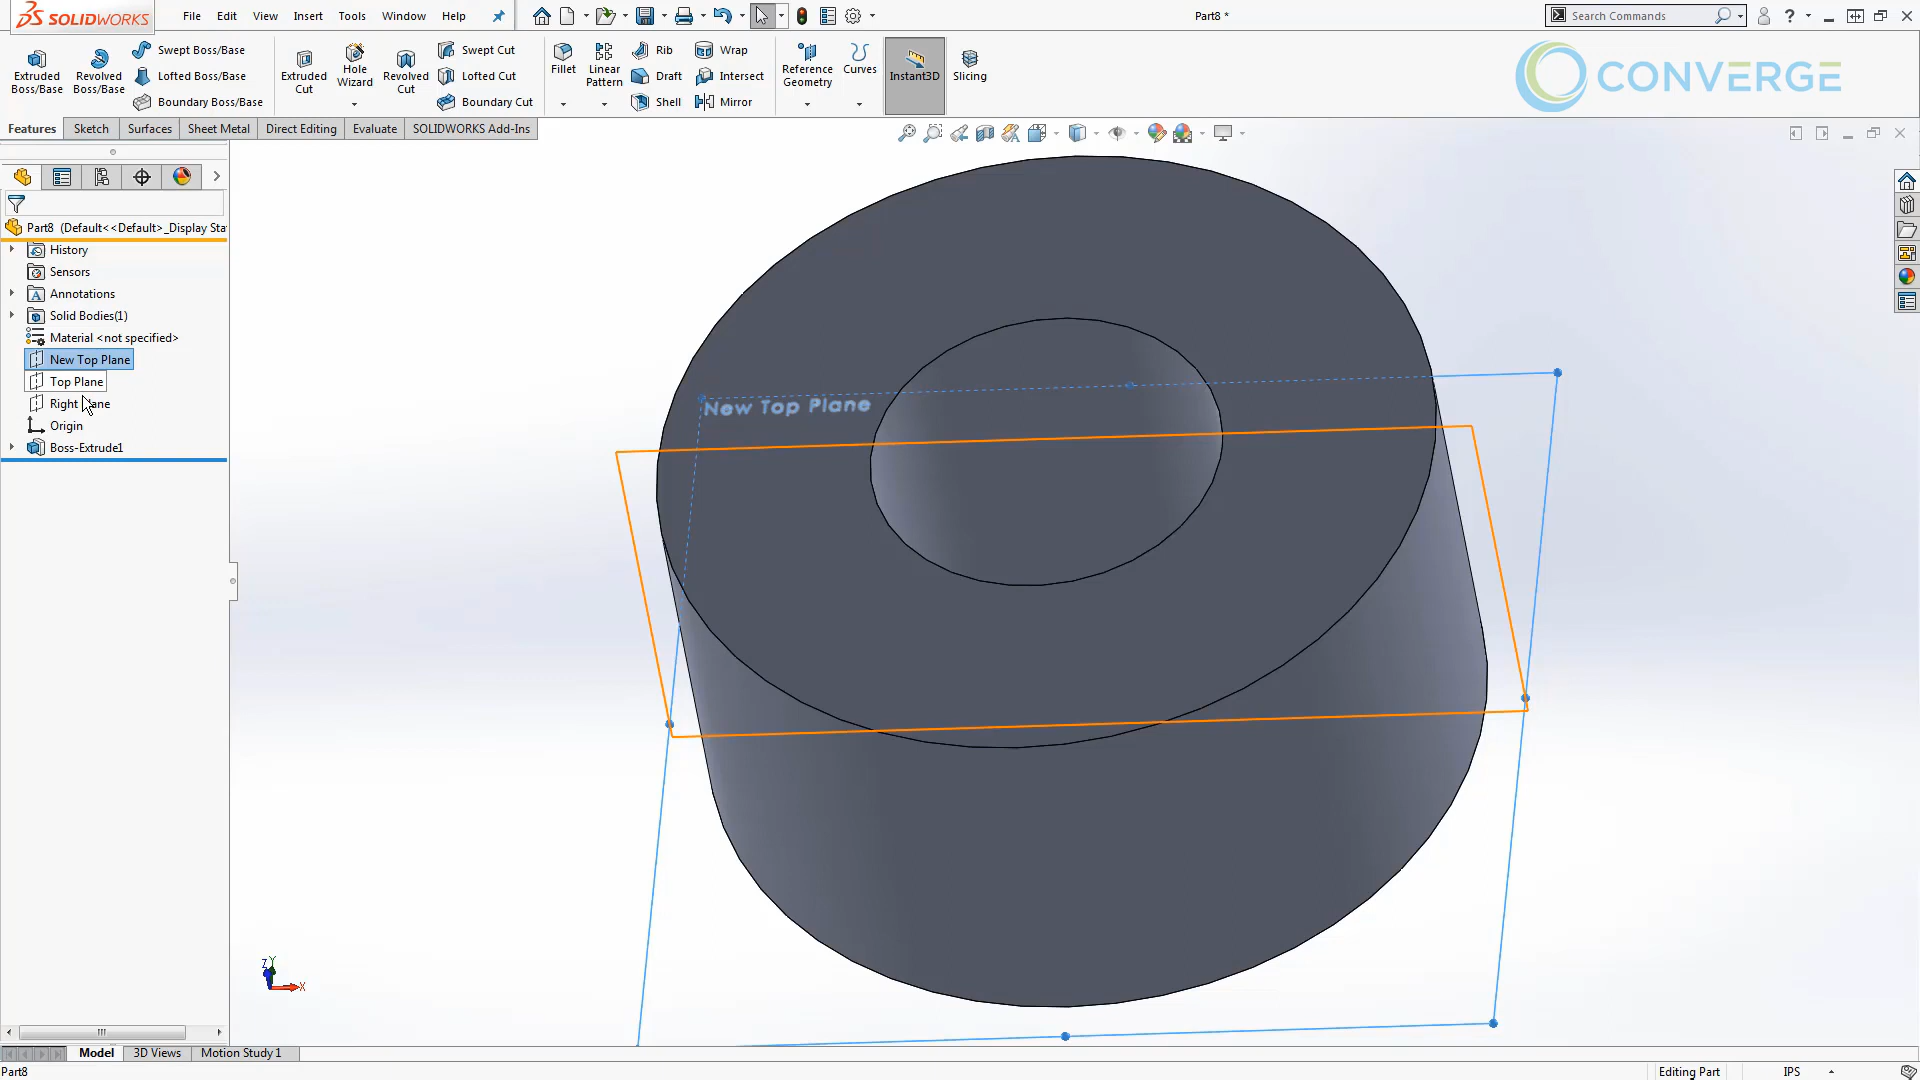 SOLIDWORKS File Edit View Insert Tools Window Help Part8 * Search Commands
Extruded Boss/Base
Revolved Boss/Base
Swept Boss/Base
Lofted Boss/Base
Boundary Boss/Base
Extruded Cut
Hole Wizard
Revolved Cut
Swept Cut
Lofted Cut
Boundary Cut
Fillet
Linear Pattern
Rib
Draft
Shell
Wrap
Intersect
Mirror
Reference Geometry
Curves
Instant3D
Slicing
CONVERGE
Features Sketch Surfaces Sheet Metal Direct Editing Evaluate SOLIDWORKS Add-Ins
Part8 (Default<<Default>_Display Sta
History
Sensors
Annotations
Solid Bodies(1)
Material <not specified>
New Top Plane
Top Plane
Right Plane
Origin
Boss-Extrude1
New Top Plane
Z Y X
Model 3D Views Motion Study 1
Part8 Editing Part IPS